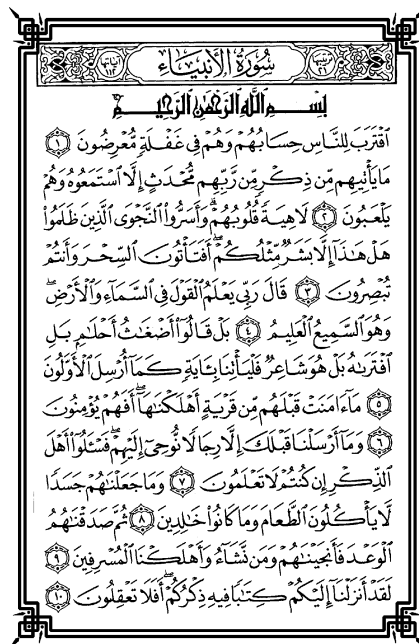 ترتيبها ٢١ سُورَةُ الأَنْبِيَاءِ آياتها ١١٢
بِسْمِ اللَّهِ الرَّحْمَٰنِ الرَّحِيمِ
اقْتَرَبَ لِلنَّاسِ حِسَابُهُمْ وَهُمْ فِي غَفْلَةٍ مُّعْرِضُونَ ١
مَا يَأْتِيهِم مِّن ذِكْرٍ مِّن رَّبِّهِم مُّحْدَثٍ إِلَّا اسْتَمَعُوهُ وَهُمْ
يَلْعَبُونَ ٢ لَاهِيَةً قُلُوبُهُمْ ۗ وَأَسَرُّوا النَّجْوَى الَّذِينَ ظَلَمُوا
هَلْ هَٰذَا إِلَّا بَشَرٌ مِّثْلُكُمْ ۖ أَفَتَأْتُونَ السِّحْرَ وَأَنتُمْ
تُبْصِرُونَ ٣ قَالَ رَبِّي يَعْلَمُ الْقَوْلَ فِي السَّمَاءِ وَالْأَرْضِ ۖ
وَهُوَ السَّمِيعُ الْعَلِيمُ ٤ بَلْ قَالُوا أَضْغَاثُ أَحْلَامٍ بَلِ
افْتَرَاهُ بَلْ هُوَ شَاعِرٌ فَلْيَأْتِنَا بِآيَةٍ كَمَا أُرْسِلَ الْأَوَّلُونَ
٥ مَا آمَنَتْ قَبْلَهُم مِّن قَرْيَةٍ أَهْلَكْنَاهَا ۖ أَفَهُمْ يُؤْمِنُونَ
٦ وَمَا أَرْسَلْنَا قَبْلَكَ إِلَّا رِجَالًا نُّوحِي إِلَيْهِمْ ۖ فَسْئَلُوا أَهْلَ
الذِّكْرِ إِن كُنتُمْ لَا تَعْلَمُونَ ٧ وَمَا جَعَلْنَاهُمْ جَسَدًا
لَّا يَأْكُلُونَ الطَّعَامَ وَمَا كَانُوا خَالِدِينَ ٨ ثُمَّ صَدَقْنَاهُمُ
الْوَعْدَ فَأَنجَيْنَاهُمْ وَمَن نَّشَاءُ وَأَهْلَكْنَا الْمُسْرِفِينَ ٩
لَقَدْ أَنزَلْنَا إِلَيْكُمْ كِتَابًا فِيهِ ذِكْرُكُمْ ۖ أَفَلَا تَعْقِلُونَ ١٠